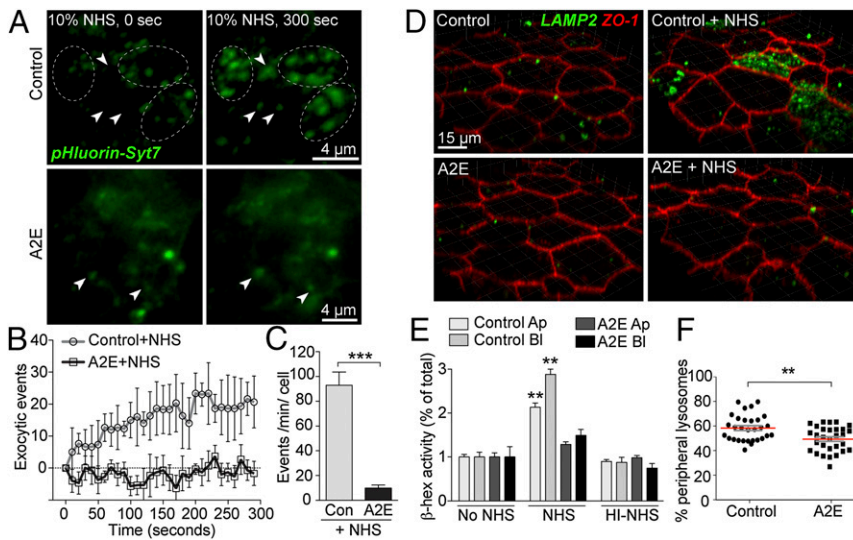 A
10% NHS, 0 sec
10% NHS, 300 sec
Control
pHluorin-Syt7
4 µm
A2E
4 µm
B
Exocytic events
40
30
20
10
0
Control+NHS
A2E+NHS
0
50
100
150
200
250
300
Time (seconds)
C
Events /min/ cell
120
100
80
60
40
20
0
***
Con
A2E
+ NHS
D
Control
LAMP2 ZO-1
Control + NHS
15 µm
A2E
A2E + NHS
E
β-hex activity (% of total)
3
2
1
0
Control Ap
Control Bl
A2E Ap
A2E Bl
**
**
No NHS
NHS
HI-NHS
F
% peripheral lysosomes
100
80
60
40
20
0
**
Control
A2E